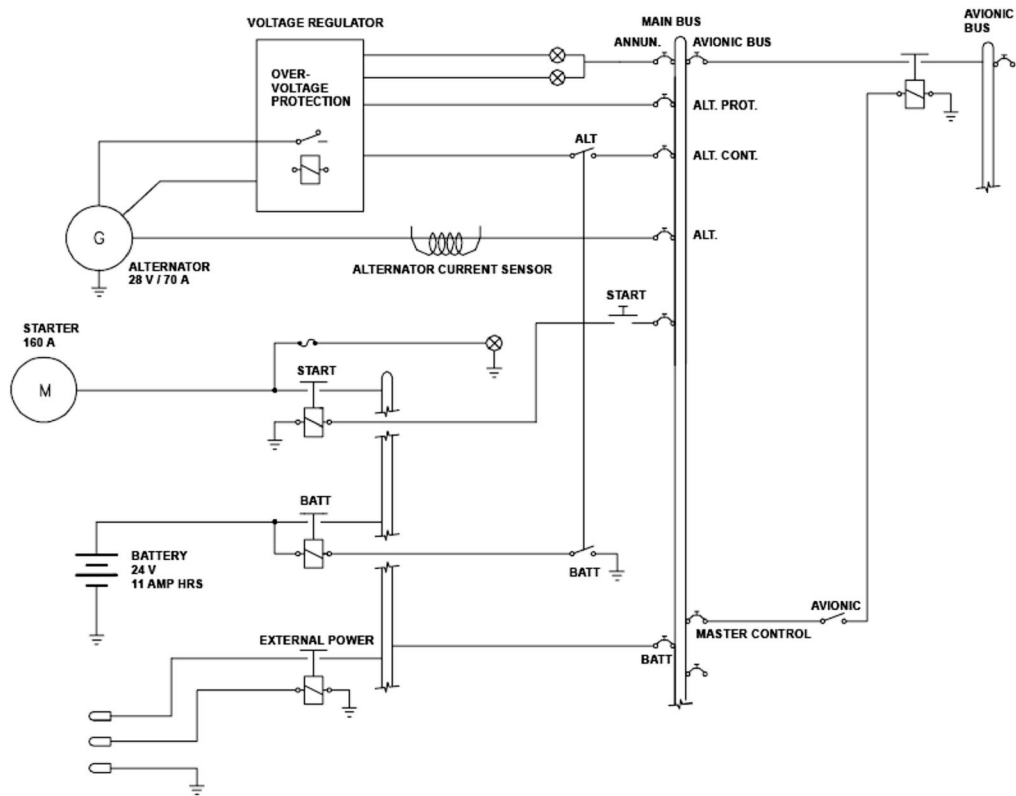 VOLTAGE REGULATOR
MAIN BUS
AVIONIC
BUS
ANNUN.
AVIONIC BUS
OVER-
VOLTAGE
PROTECTION
ALT. PROT.
ALT
ALT. CONT.
G
ALT.
ALTERNATOR
28 V / 70 A
ALTERNATOR CURRENT SENSOR
START
STARTER
160 A
M
START
BATT
BATTERY
24 V
11 AMP HRS
BATT
AVIONIC
MASTER CONTROL
EXTERNAL POWER
BATT